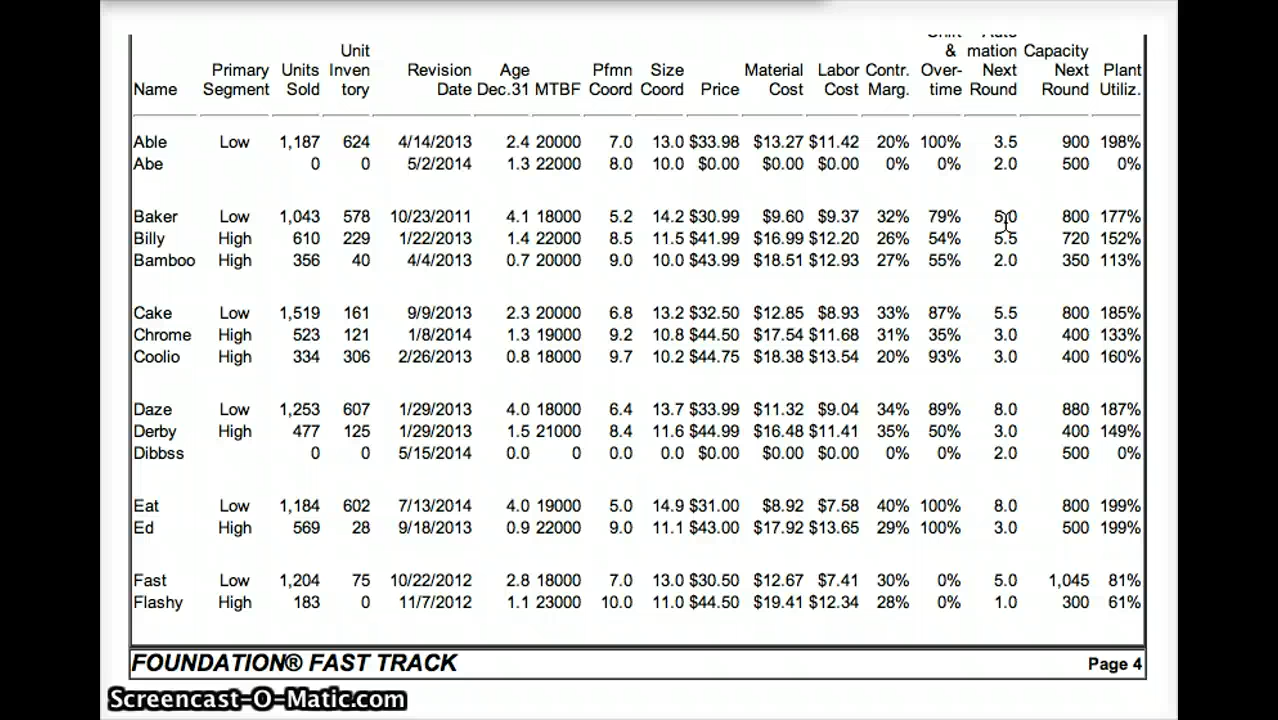 Unit & mation Capacity
Primary Units Inven Revision Age Pfmn Size Material Labor Contr. Over- Next Next Plant
Name Segment Sold tory Date Dec.31 MTBF Coord Coord Price Cost Cost Marg. time Round Round Utiliz.
Able Low 1,187 624 4/14/2013 2.4 20000 7.0 13.0 $33.98 $13.27 $11.42 20% 100% 3.5 900 198%
Abe 0 0 5/2/2014 1.3 22000 8.0 10.0 $0.00 $0.00 $0.00 0% 0% 2.0 500 0%
Baker Low 1,043 578 10/23/2011 4.1 18000 5.2 14.2 $30.99 $9.60 $9.37 32% 79% 5.0 800 177%
Billy High 610 229 1/22/2013 1.4 22000 8.5 11.5 $41.99 $16.99 $12.20 26% 54% 5.5 720 152%
Bamboo High 356 40 4/4/2013 0.7 20000 9.0 10.0 $43.99 $18.51 $12.93 27% 55% 2.0 350 113%
Cake Low 1,519 161 9/9/2013 2.3 20000 6.8 13.2 $32.50 $12.85 $8.93 33% 87% 5.5 800 185%
Chrome High 523 121 1/8/2014 1.3 19000 9.2 10.8 $44.50 $17.54 $11.68 31% 35% 3.0 400 133%
Coolio High 334 306 2/26/2013 0.8 18000 9.7 10.2 $44.75 $18.38 $13.54 20% 93% 3.0 400 160%
Daze Low 1,253 607 1/29/2013 4.0 18000 6.4 13.7 $33.99 $11.32 $9.04 34% 89% 8.0 880 187%
Derby High 477 125 1/29/2013 1.5 21000 8.4 11.6 $44.99 $16.48 $11.41 35% 50% 3.0 400 149%
Dibbss 0 0 5/15/2014 0.0 0 0.0 0.0 $0.00 $0.00 $0.00 0% 0% 2.0 500 0%
Eat Low 1,184 602 7/13/2014 4.0 19000 5.0 14.9 $31.00 $8.92 $7.58 40% 100% 8.0 800 199%
Ed High 569 28 9/18/2013 0.9 22000 9.0 11.1 $43.00 $17.92 $13.65 29% 100% 3.0 500 199%
Fast Low 1,204 75 10/22/2012 2.8 18000 7.0 13.0 $30.50 $12.67 $7.41 30% 0% 5.0 1,045 81%
Flashy High 183 0 11/7/2012 1.1 23000 10.0 11.0 $44.50 $19.41 $12.34 28% 0% 1.0 300 61%
FOUNDATION® FAST TRACK Page 4
Screencast-O-Matic.com